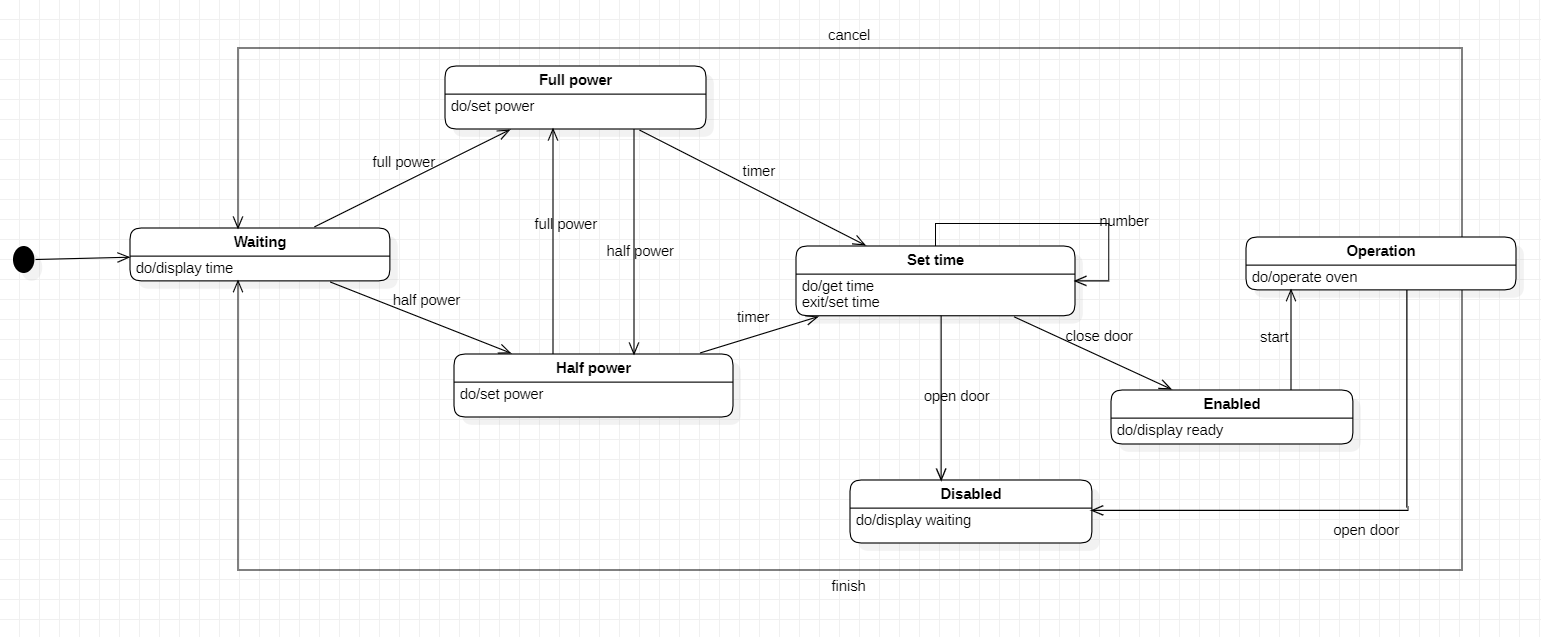 cancel
Full power
do/set power
full power
timer
full power
number
Waiting
do/display time
half power
Set time
do/get time
exit/set time
Operation
do/operate oven
half power
timer
close door
start
Half power
do/set power
open door
Enabled
do/display ready
Disabled
do/display waiting
open door
finish